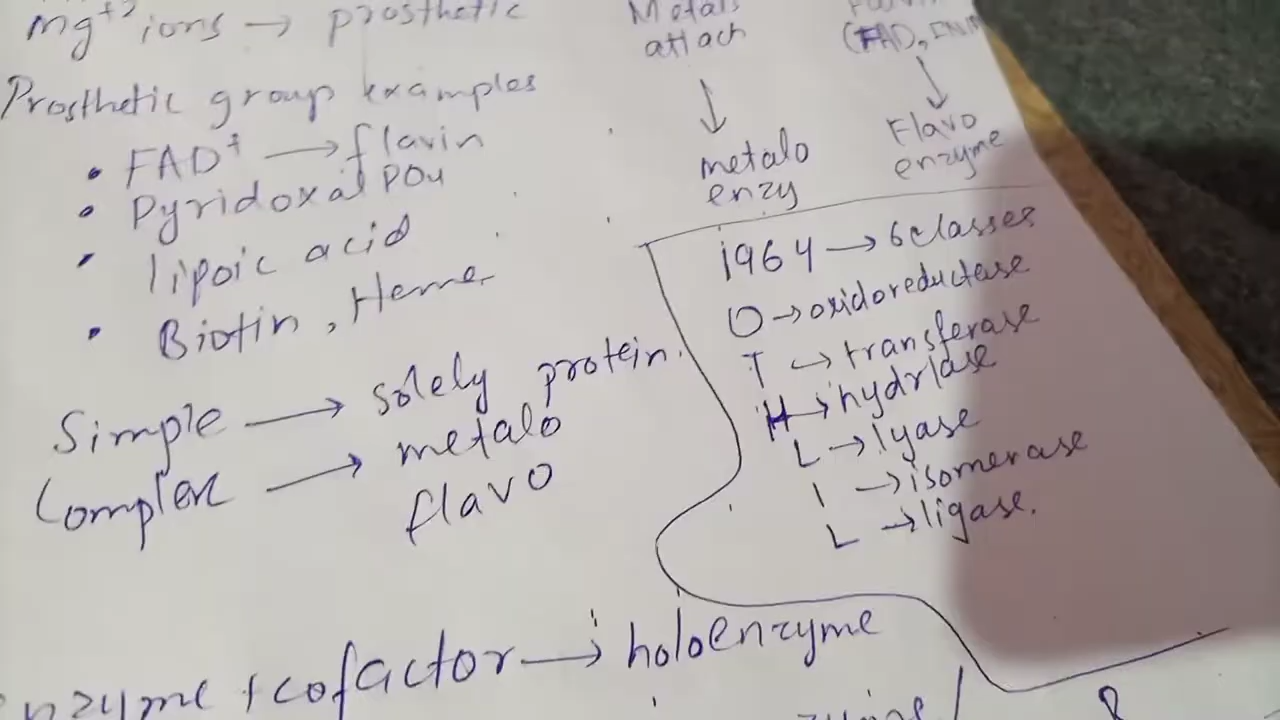 Mg+2 ions → prosthetic
Prosthetic group examples
• FAD+ → flavin
• Pyridoxal PO4
• lipoic acid
• Biotin, Heme
Simple → solely protein.
Complex → metalo
flavo
Metals
attach
↓
metalo
enzy
(FAD,
↓
Flavo
enzyme
1964 → 6 classes
O → oxidoreductase
T → transferase
H → hydrlase
L → lyase
I → isomerase
L → ligase.
enzyme + cofactor → holoenzyme